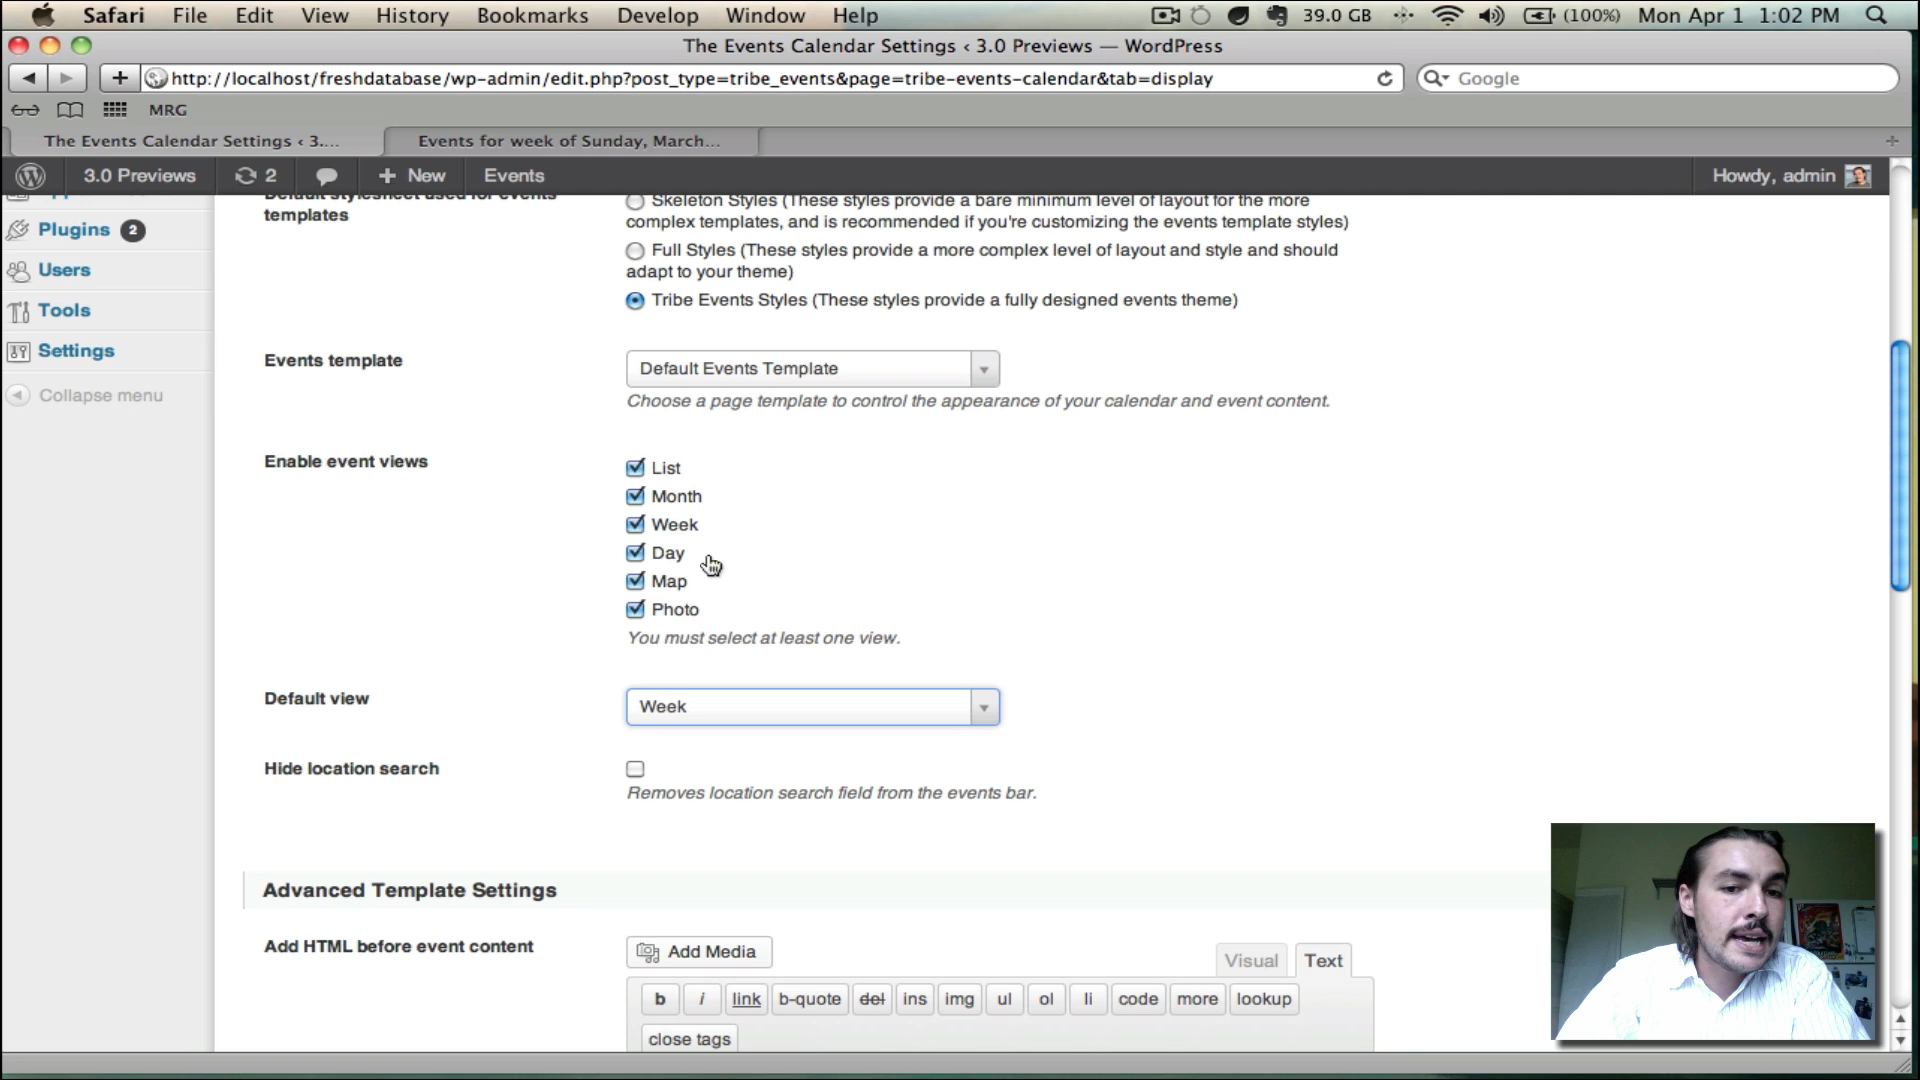 Safari File Edit View History Bookmarks Develop Window Help 39.0 GB (100%) Mon Apr 1 1:02 PM
The Events Calendar Settings ‹ 3.0 Previews — WordPress
http://localhost/freshdatabase/wp-admin/edit.php?post_type=tribe_events&page=tribe-events-calendar&tab=display
Google
MRG
The Events Calendar Settings ‹ 3....
Events for week of Sunday, March...
3.0 Previews 2 + New Events Howdy, admin
Plugins 2
Users
Tools
Settings
Collapse menu
Default stylesheet used for events
templates
Skeleton Styles (These styles provide a bare minimum level of layout for the more
complex templates, and is recommended if you're customizing the events template styles)
Full Styles (These styles provide a more complex level of layout and style and should
adapt to your theme)
Tribe Events Styles (These styles provide a fully designed events theme)
Events template
Default Events Template
Choose a page template to control the appearance of your calendar and event content.
Enable event views
List
Month
Week
Day
Map
Photo
You must select at least one view.
Default view
Week
Hide location search
Removes location search field from the events bar.
Advanced Template Settings
Add HTML before event content
Add Media
Visual Text
b i link b-quote del ins img ul ol li code more lookup
close tags